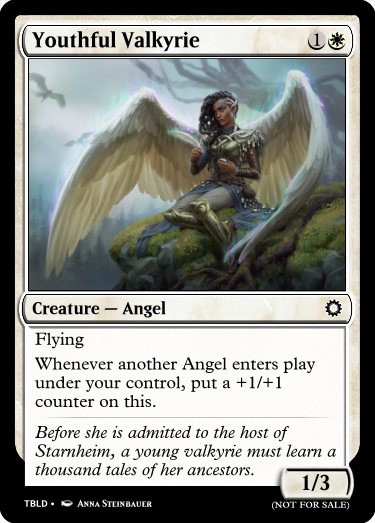 Youthful Valkyrie 1
Creature — Angel
Flying
Whenever another Angel enters play
under your control, put a +1/+1
counter on this.
Before she is admitted to the host of
Starnheim, a young valkyrie must learn a
thousand tales of her ancestors.
1/3
TBLD • Anna Steinbauer
(NOT FOR SALE)